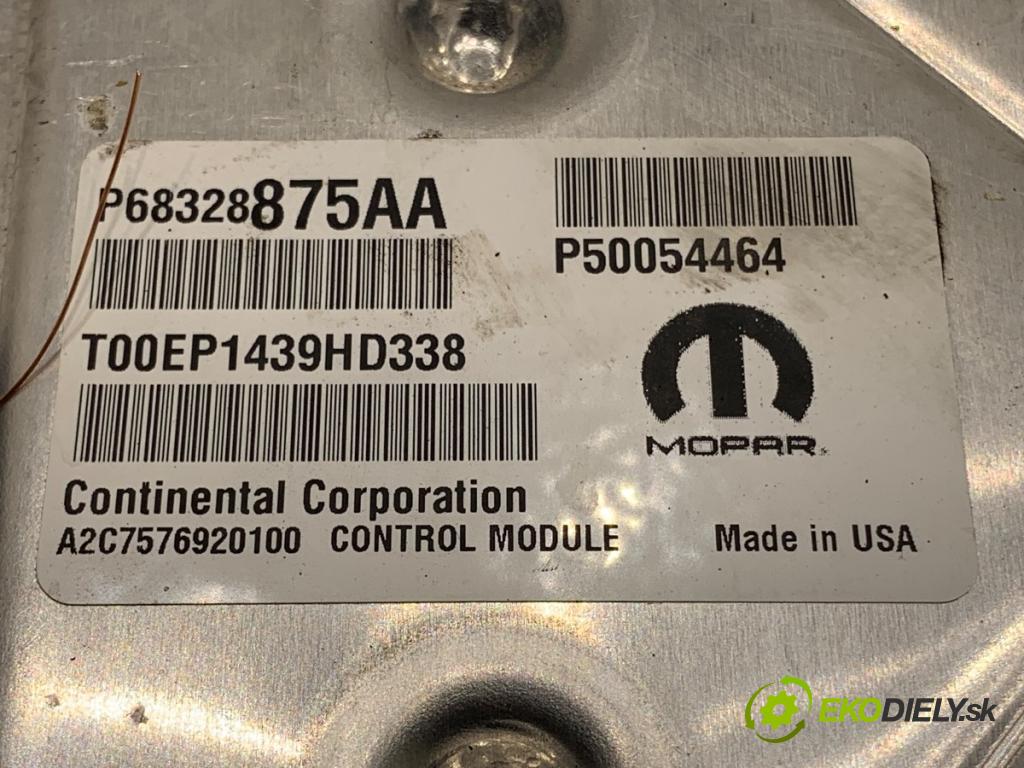 P68328875AA
P50054464
T00EP1439HD338
MOPAR
Continental Corporation
A2C7576920100 CONTROL MODULE Made in USA
EKODIELY.sk